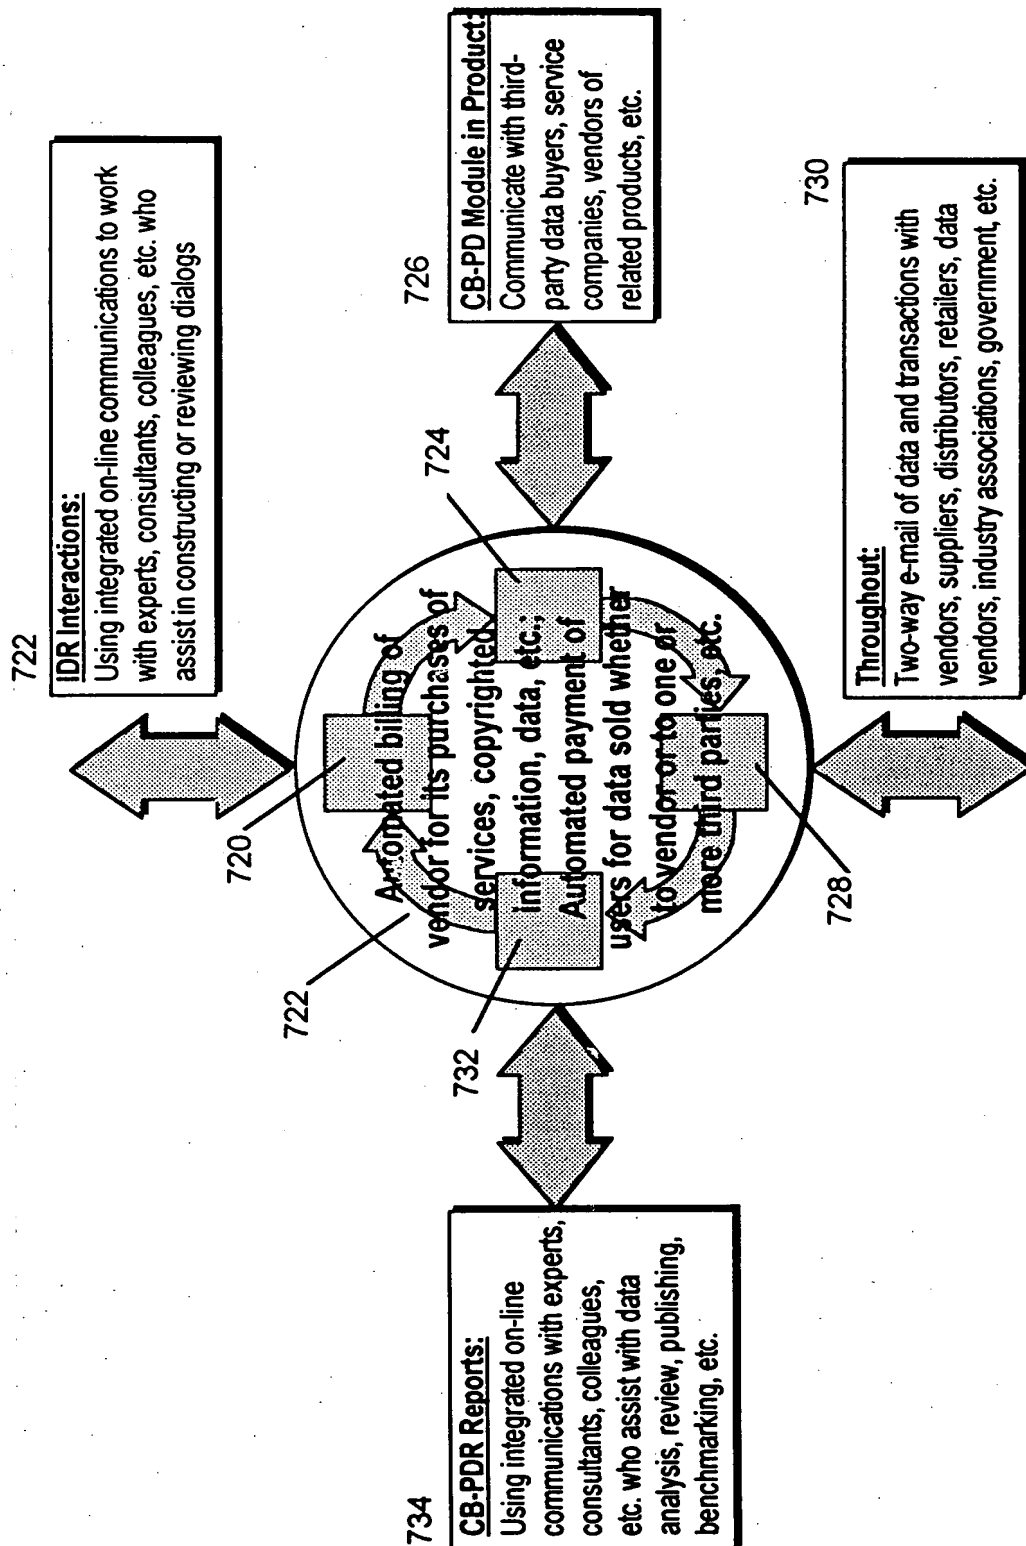 722
IDR Interactions:
Using integrated on-line communications to work
with experts, consultants, colleagues, etc. who
assist in constructing or reviewing dialogs
726
CB-PD Module in Product:
Communicate with third-
party data buyers, service
companies, vendors of
related products, etc.
720
724
Automated billing of
vendor for its purchases of
services, copyrighted
information, data, etc.;
Automated payment of
users for data sold whether
to vendor or to one or
more third parties, etc.
722
732
728
734
CB-PDR Reports:
Using integrated on-line
communications with experts,
consultants, colleagues,
etc. who assist with data
analysis, review, publishing,
benchmarking, etc.
730
Throughout:
Two-way e-mail of data and transactions with
vendors, suppliers, distributors, retailers, data
vendors, industry associations, government, etc.